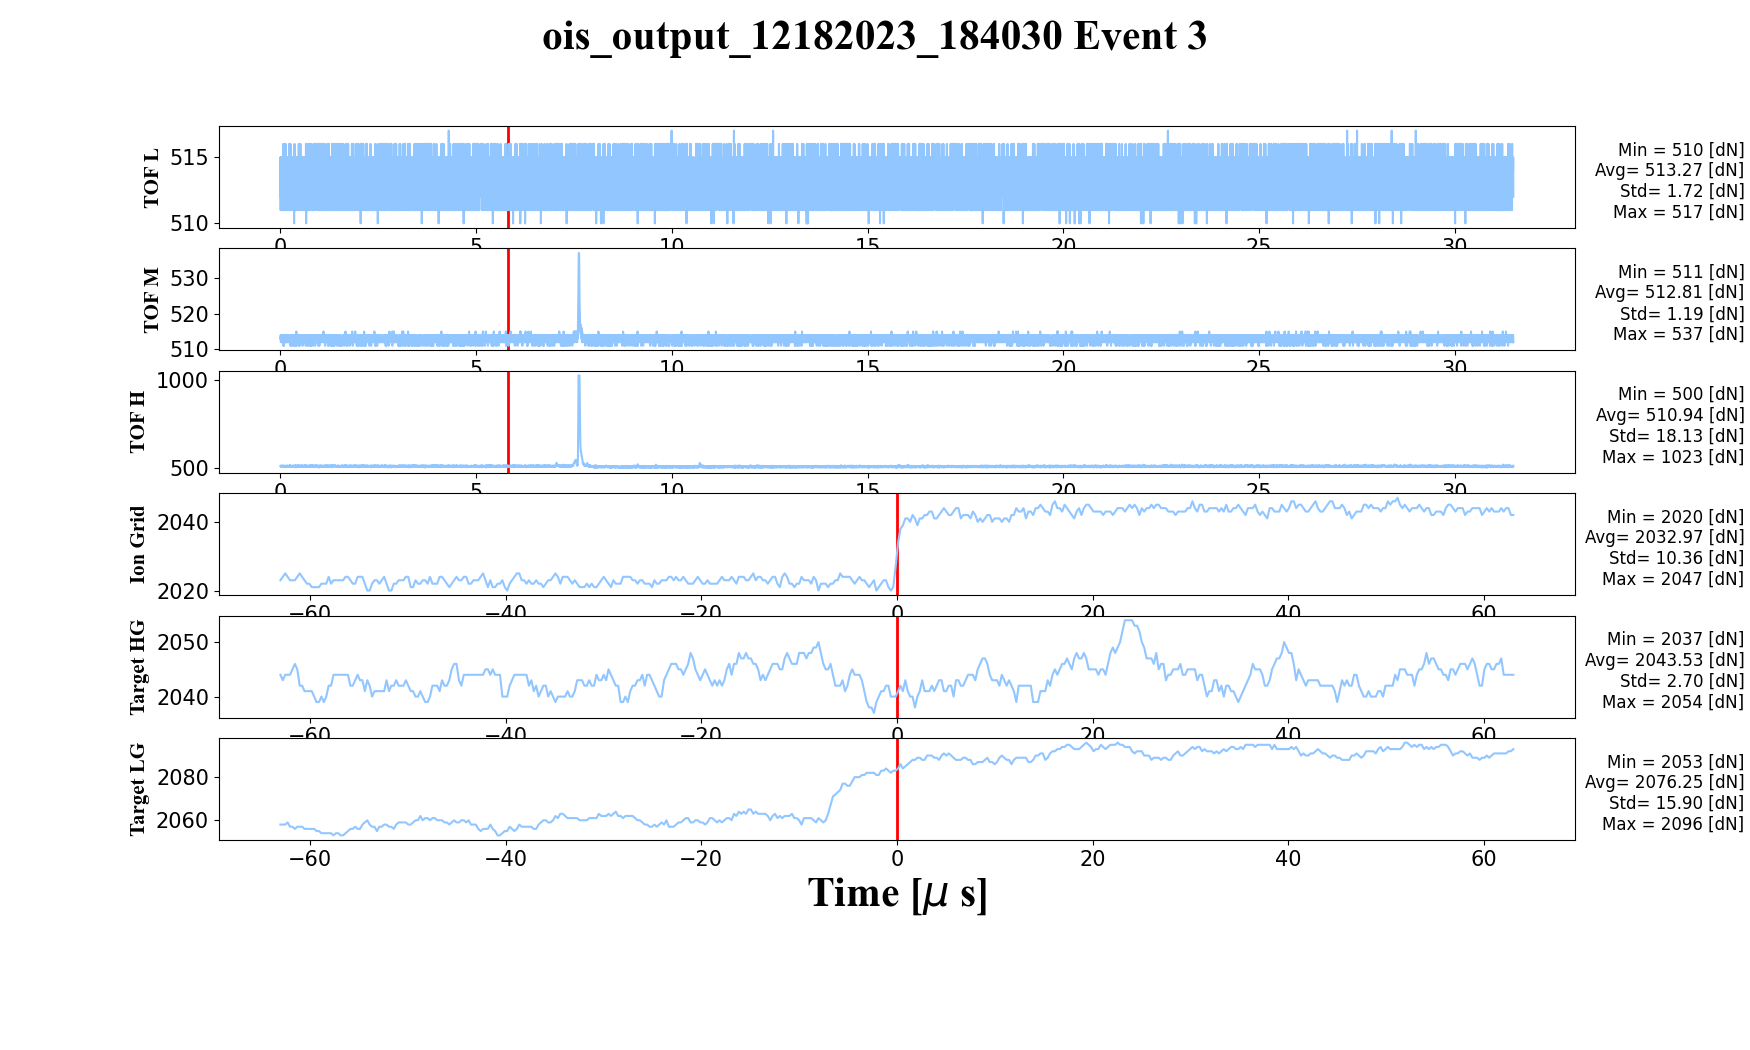 ois_output_12182023_184030 Event 3
TOF L
515
510
0 5 10 15 20 25 30
Min = 510 [dN]
Avg= 513.27 [dN]
Std= 1.72 [dN]
Max = 517 [dN]
TOF M
530
520
510
0 5 10 15 20 25 30
Min = 511 [dN]
Avg= 512.81 [dN]
Std= 1.19 [dN]
Max = 537 [dN]
TOF H
1000
500
0 5 10 15 20 25 30
Min = 500 [dN]
Avg= 510.94 [dN]
Std= 18.13 [dN]
Max = 1023 [dN]
Ion Grid
2040
2020
−60 −40 −20 0 20 40 60
Min = 2020 [dN]
Avg= 2032.97 [dN]
Std= 10.36 [dN]
Max = 2047 [dN]
Target HG
2050
2040
−60 −40 −20 0 20 40 60
Min = 2037 [dN]
Avg= 2043.53 [dN]
Std= 2.70 [dN]
Max = 2054 [dN]
Target LG
2080
2060
−60 −40 −20 0 20 40 60
Min = 2053 [dN]
Avg= 2076.25 [dN]
Std= 15.90 [dN]
Max = 2096 [dN]
Time [μ s]